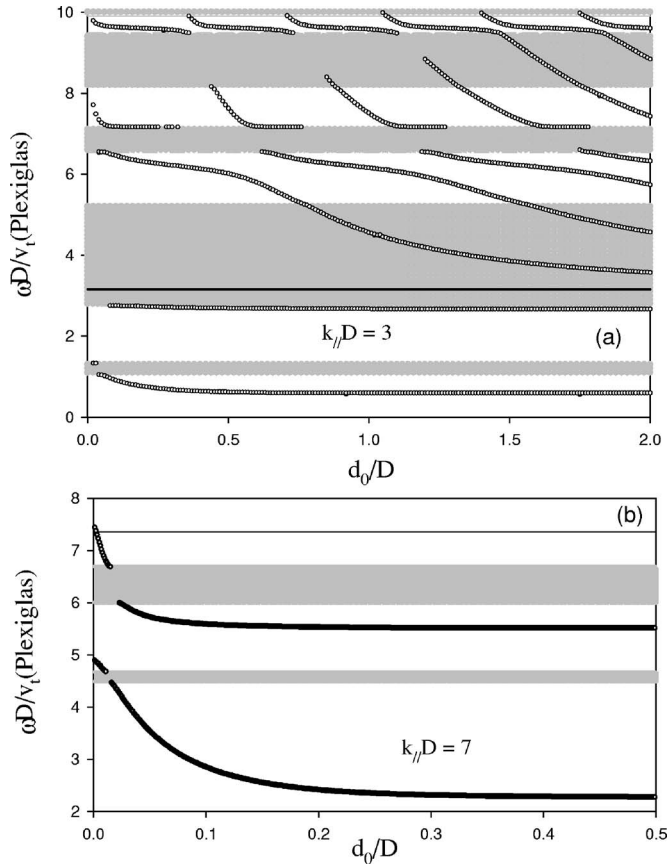 10
8
6
4
2
0
ωD/v_t(Plexiglas)
k_//D = 3
(a)
0.0 0.5 1.0 1.5 2.0
d_0/D
8
7
6
5
4
3
2
ωD/v_t(Plexiglas)
(b)
k_//D = 7
0.0 0.1 0.2 0.3 0.4 0.5
d_0/D